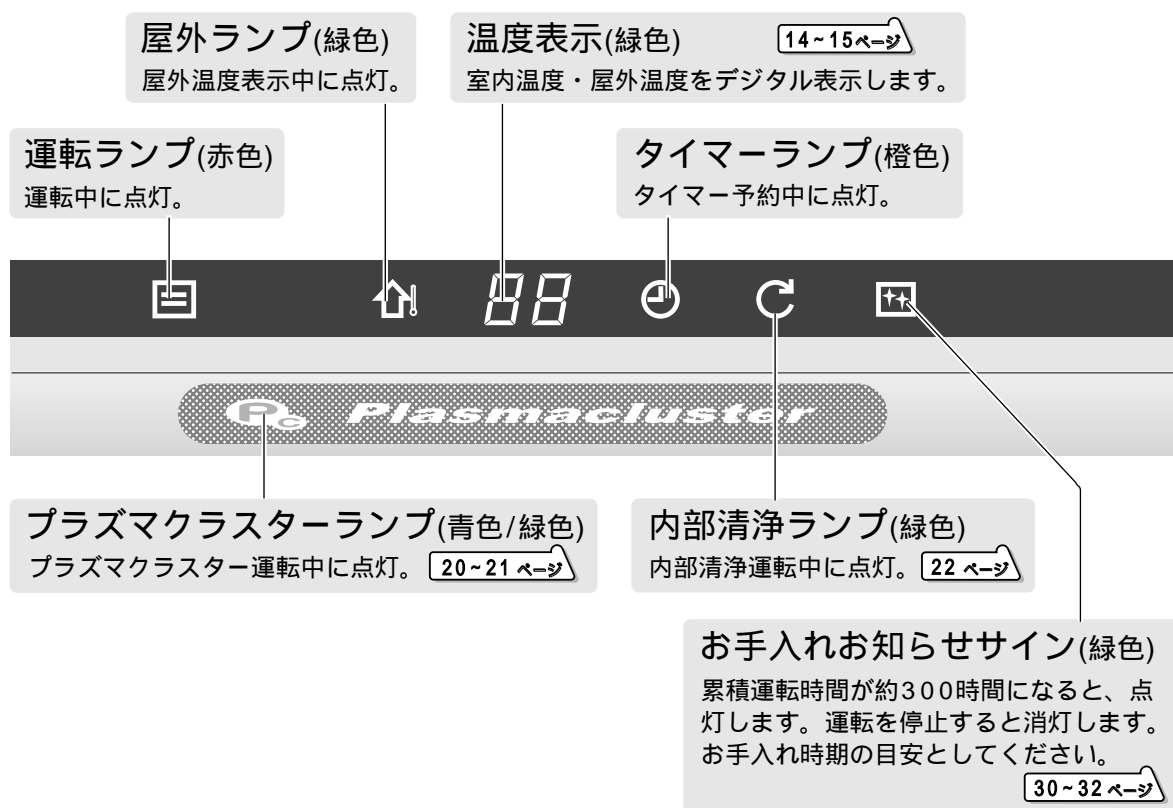 屋外ランプ(緑色)
屋外温度表示中に点灯。
温度表示(緑色) 14~15ページ
室内温度・屋外温度をデジタル表示します。
運転ランプ(赤色)
運転中に点灯。
タイマーランプ(橙色)
タイマー予約中に点灯。
88
Pc Plasmacluster
プラズマクラスターランプ(青色/緑色)
プラズマクラスター運転中に点灯。 20~21 ページ
内部清浄ランプ(緑色)
内部清浄運転中に点灯。 22 ページ
お手入れお知らせサイン(緑色)
累積運転時間が約300時間になると、点
灯します。運転を停止すると消灯します。
お手入れ時期の目安としてください。
30~32 ページ